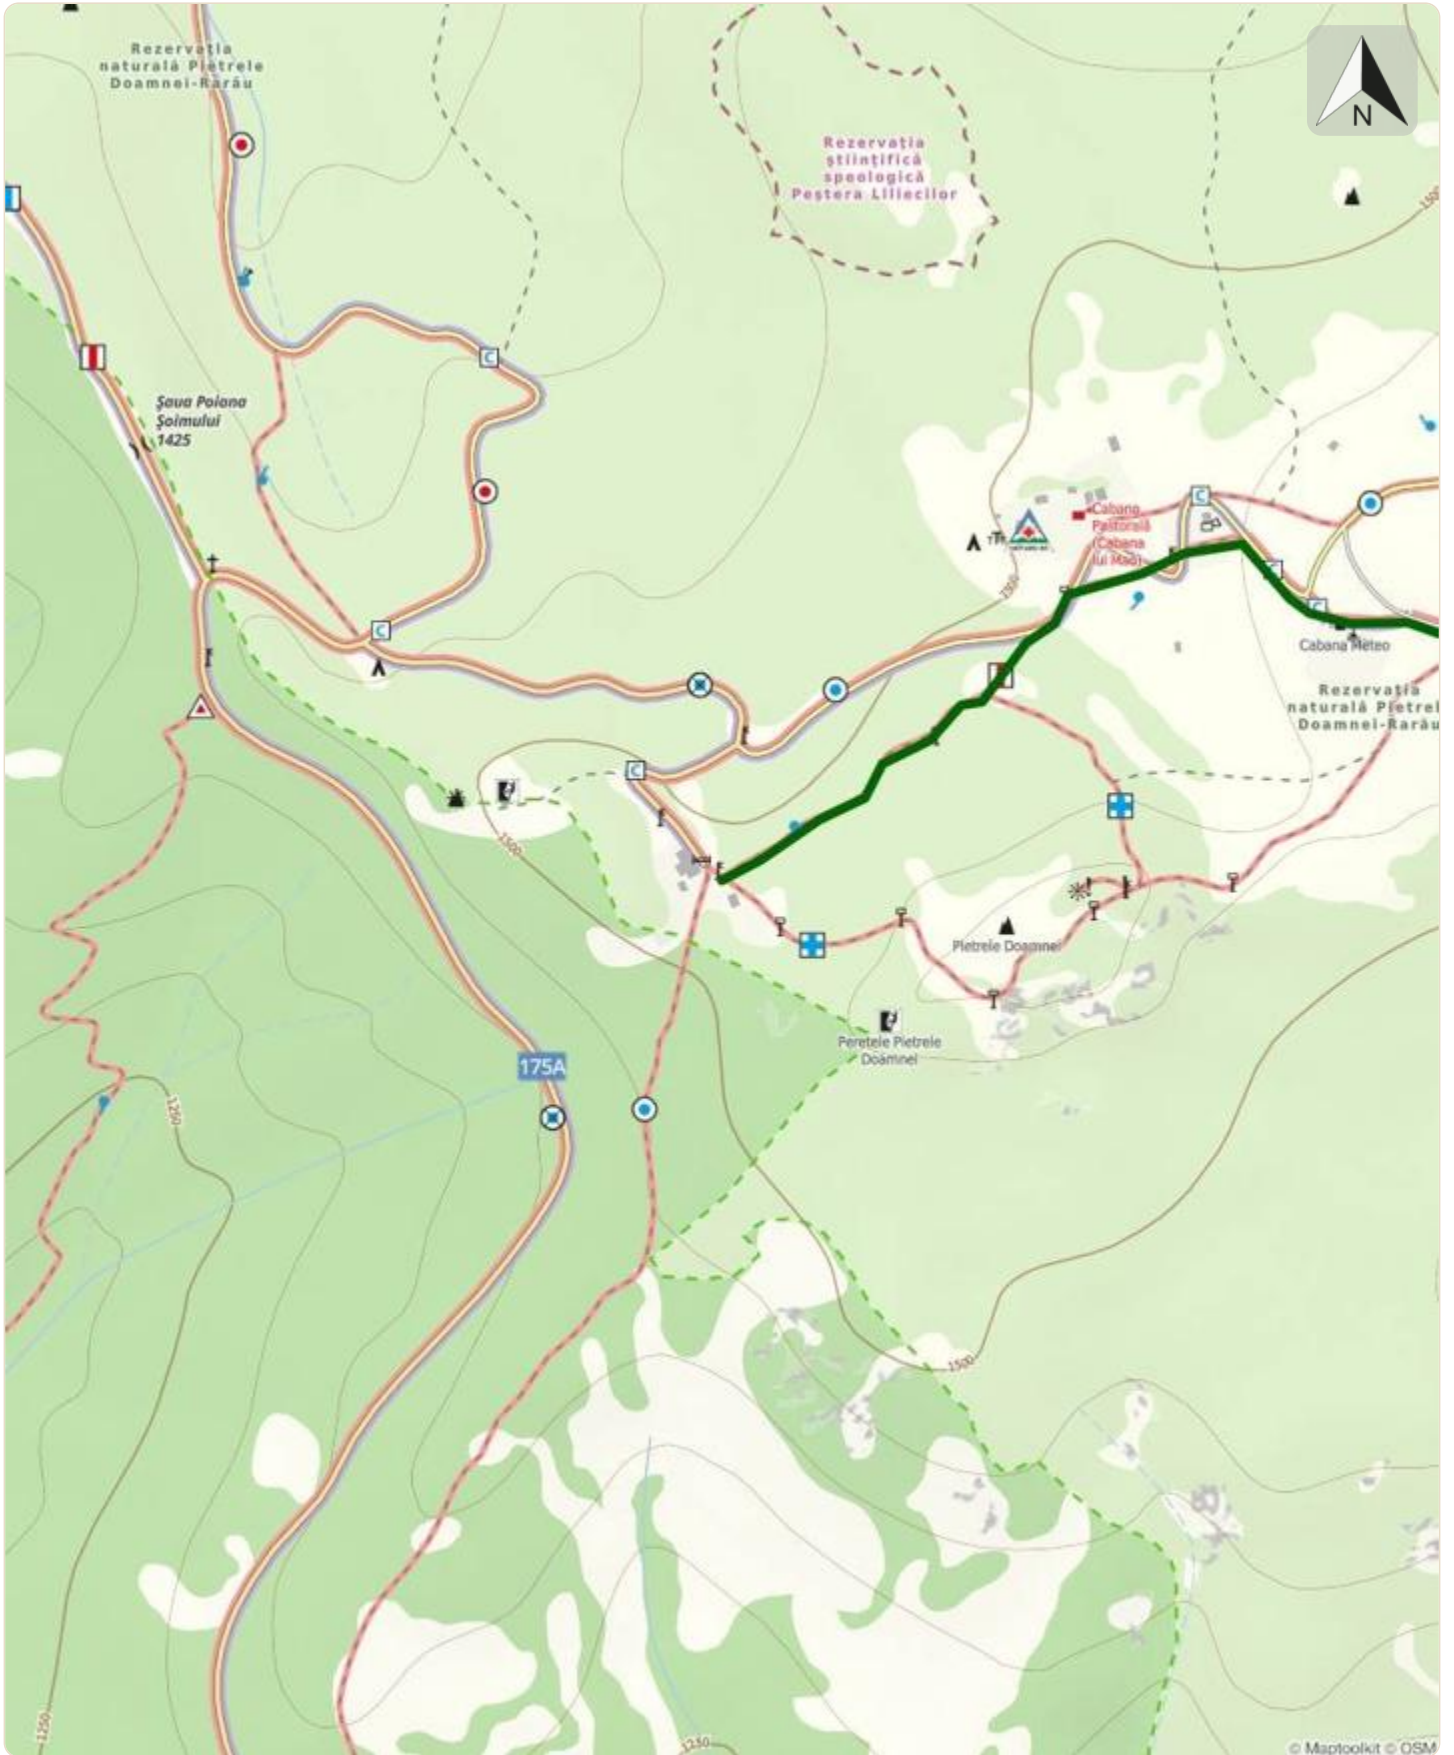 Rezervația
naturală Pietrele
Doamnei-Rarău
N
Rezervația
științifică
speologică
Peștera Liliecilor
1500
Șaua Poiana
Șoimului
1425
C
C
Cabana
Pastorală
(Cabana
lui Mao)
1500
C
C
Cabana Meteo
Rezervația
naturală Pietrel
Doamnei-Rarău
C
1500
Pietrele Doamnei
Peretele Pietrele
Doamnei
175A
1250
1500
1250
1250
© Maptoolkit © OSM